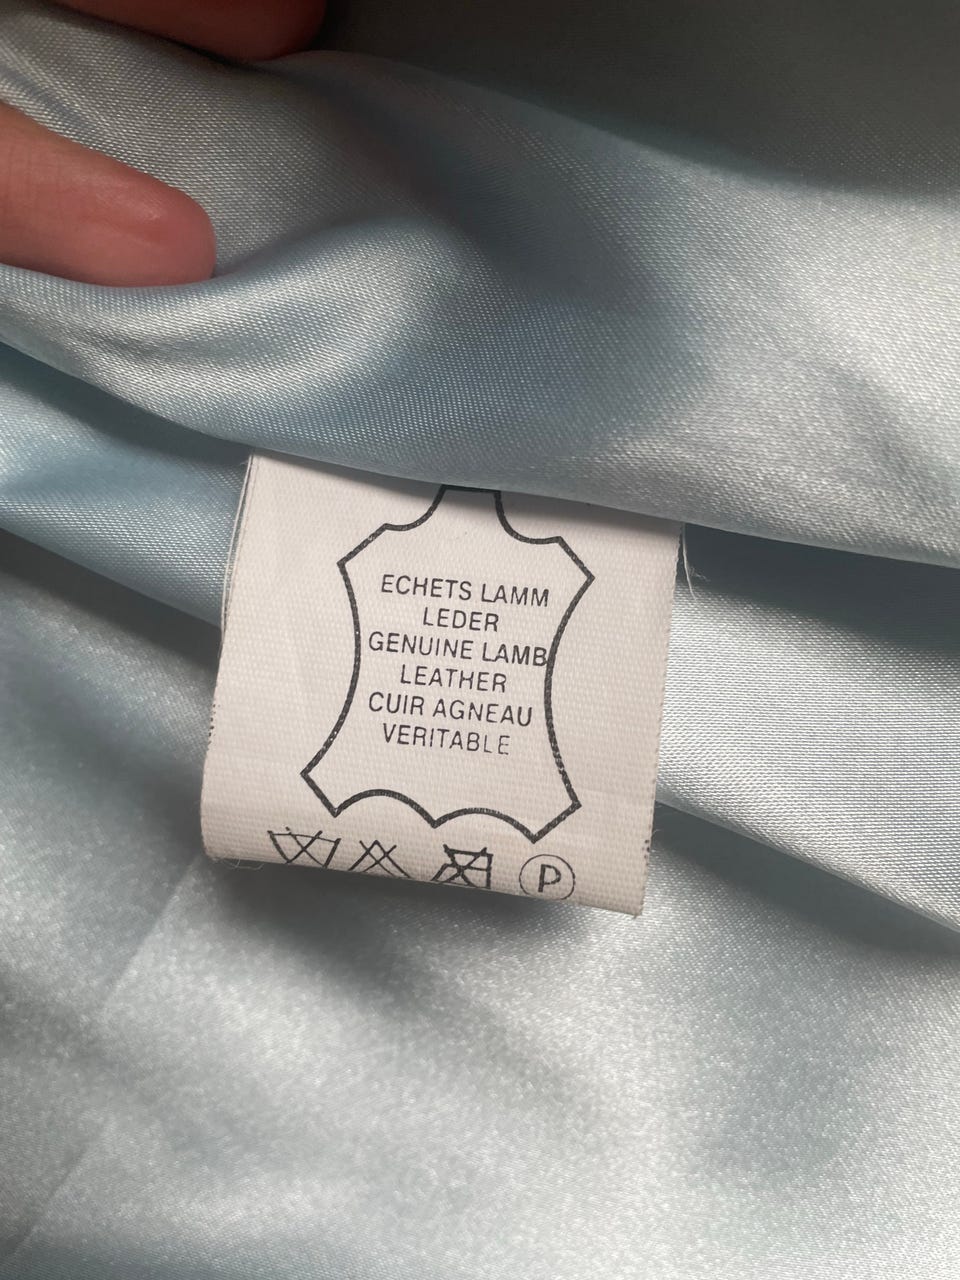 ECHETS LAMM
LEDER
GENUINE LAMB
LEATHER
CUIR AGNEAU
VERITABLE
P